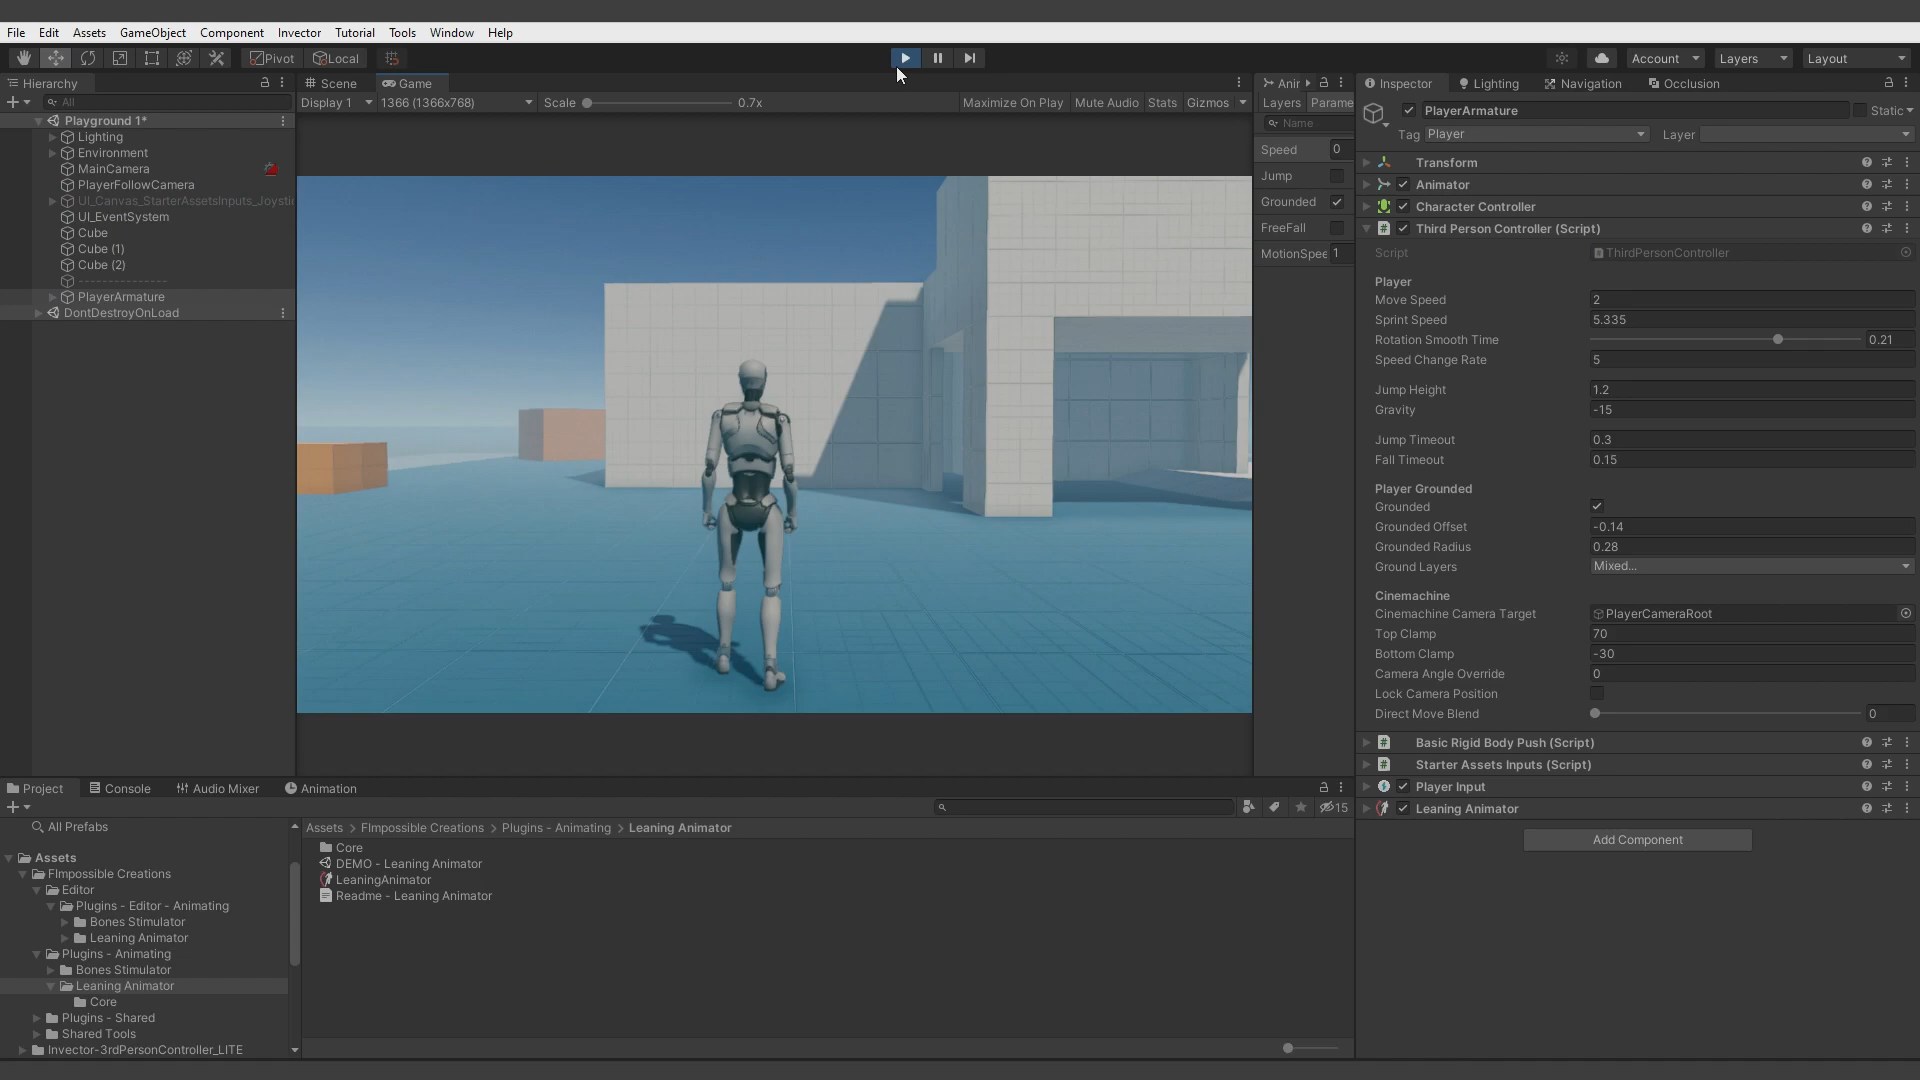 File Edit Assets GameObject Component Invector Tutorial Tools Window Help
Pivot Local Account Layers Layout
Hierarchy
All
Playground 1*
Lighting
Environment
MainCamera
PlayerFollowCamera
UI_Canvas_StarterAssetsInputs_Joysti
UI_EventSystem
Cube
Cube (1)
Cube (2)
---------------
PlayerArmature
DontDestroyOnLoad
Scene Game
Display 1 1366 (1366x768) Scale 0.7x Maximize On Play Mute Audio Stats Gizmos
Anir
Layers Parame
Name
Speed 0
Jump
Grounded
FreeFall
MotionSpee 1
Inspector Lighting Navigation Occlusion
PlayerArmature Static
Tag Player Layer
Transform
Animator
Character Controller
Third Person Controller (Script)
Script ThirdPersonController
Player
Move Speed 2
Sprint Speed 5.335
Rotation Smooth Time 0.21
Speed Change Rate 5
Jump Height 1.2
Gravity -15
Jump Timeout 0.3
Fall Timeout 0.15
Player Grounded
Grounded
Grounded Offset -0.14
Grounded Radius 0.28
Ground Layers Mixed...
Cinemachine
Cinemachine Camera Target PlayerCameraRoot
Top Clamp 70
Bottom Clamp -30
Camera Angle Override 0
Lock Camera Position
Direct Move Blend 0
Basic Rigid Body Push (Script)
Starter Assets Inputs (Script)
Player Input
Leaning Animator
Add Component
Project Console Audio Mixer Animation
15
All Prefabs
Assets
FImpossible Creations
Editor
Plugins - Editor - Animating
Bones Stimulator
Leaning Animator
Plugins - Animating
Bones Stimulator
Leaning Animator
Core
Plugins - Shared
Shared Tools
Invector-3rdPersonController_LITE
Assets > FImpossible Creations > Plugins - Animating > Leaning Animator
Core
DEMO - Leaning Animator
LeaningAnimator
Readme - Leaning Animator